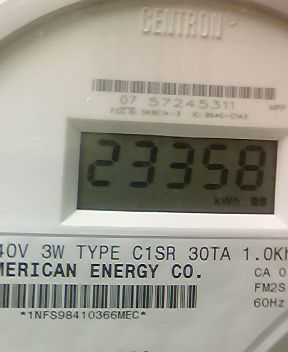 CENTRON
07 57245311
23358
kWh
40V 3W TYPE C1SR 30TA 1.0Kh
MERICAN ENERGY CO.
CA 0
FM2S
60Hz
*1NFS98410366MEC*